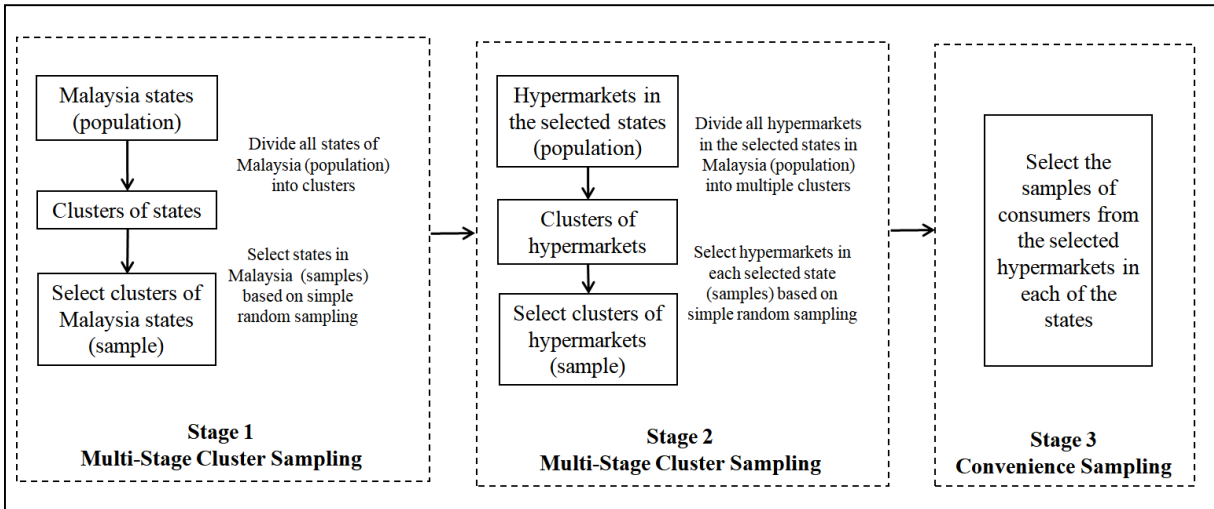 Malaysia states
(population)
Divide all states of
Malaysia (population)
into clusters
Clusters of states
Select states in
Malaysia (samples)
based on simple
random sampling
Select clusters of
Malaysia states
(sample)
Stage 1
Multi-Stage Cluster Sampling
Hypermarkets in
the selected states
(population)
Divide all hypermarkets
in the selected states in
Malaysia (population)
into multiple clusters
Clusters of
hypermarkets
Select hypermarkets in
each selected state
(samples) based on
simple random sampling
Select clusters of
hypermarkets
(sample)
Stage 2
Multi-Stage Cluster Sampling
Select the
samples of
consumers from
the selected
hypermarkets in
each of the
states
Stage 3
Convenience Sampling